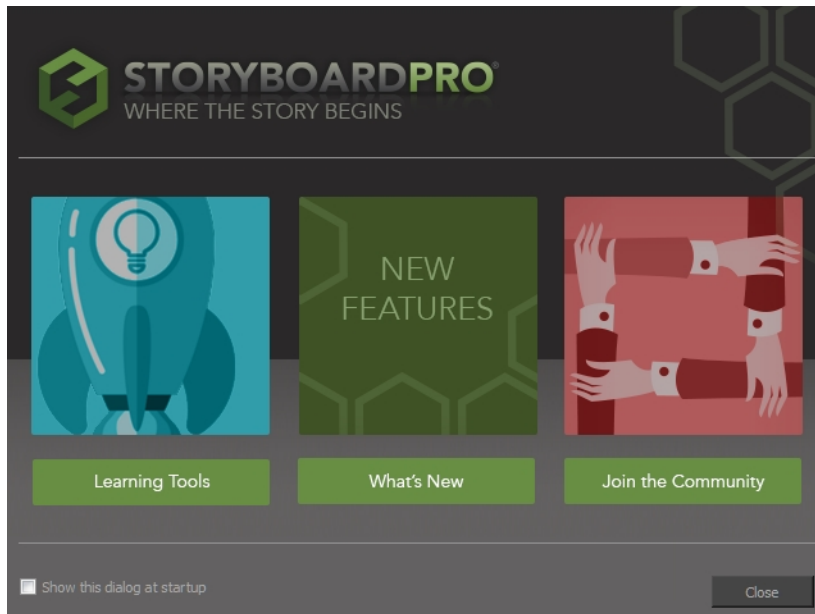 STORYBOARDPRO®
WHERE THE STORY BEGINS
NEW
FEATURES
Learning Tools
What's New
Join the Community
Show this dialog at startup
Close